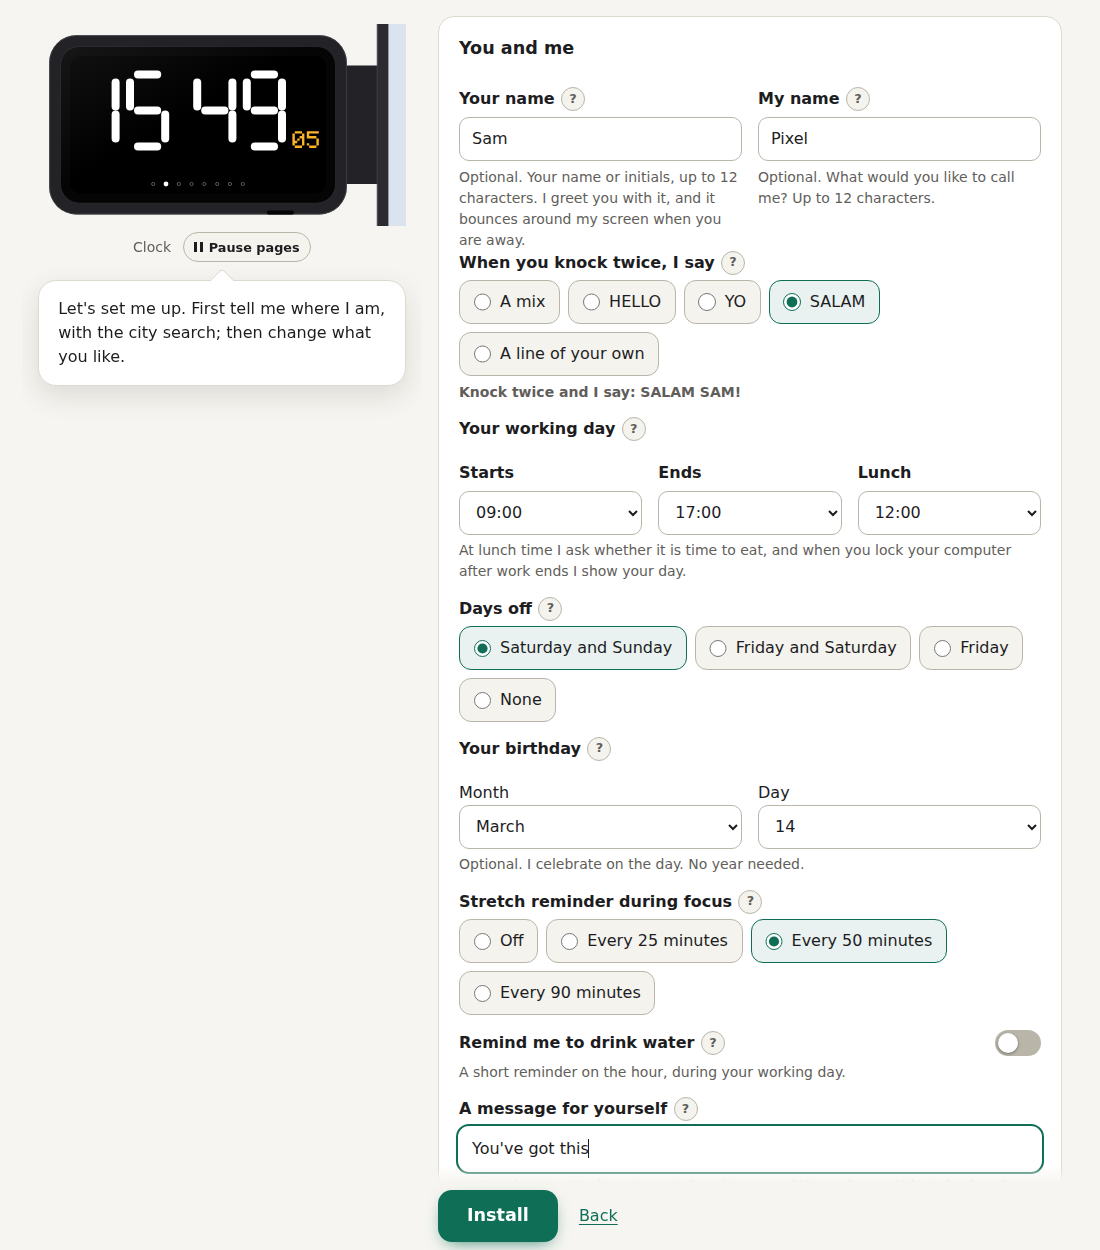 15 49 05
Clock
Pause pages
Let's set me up. First tell me where I am,
with the city search; then change what
you like.
You and me
Your name ?
My name ?
Sam
Pixel
Optional. Your name or initials, up to 12
characters. I greet you with it, and it
bounces around my screen when you
are away.
Optional. What would you like to call
me? Up to 12 characters.
When you knock twice, I say ?
A mix
HELLO
YO
SALAM
A line of your own
Knock twice and I say: SALAM SAM!
Your working day ?
Starts
Ends
Lunch
09:00
17:00
12:00
At lunch time I ask whether it is time to eat, and when you lock your computer
after work ends I show your day.
Days off ?
Saturday and Sunday
Friday and Saturday
Friday
None
Your birthday ?
Month
Day
March
14
Optional. I celebrate on the day. No year needed.
Stretch reminder during focus ?
Off
Every 25 minutes
Every 50 minutes
Every 90 minutes
Remind me to drink water ?
A short reminder on the hour, during your working day.
A message for yourself ?
You've got this
Install
Back